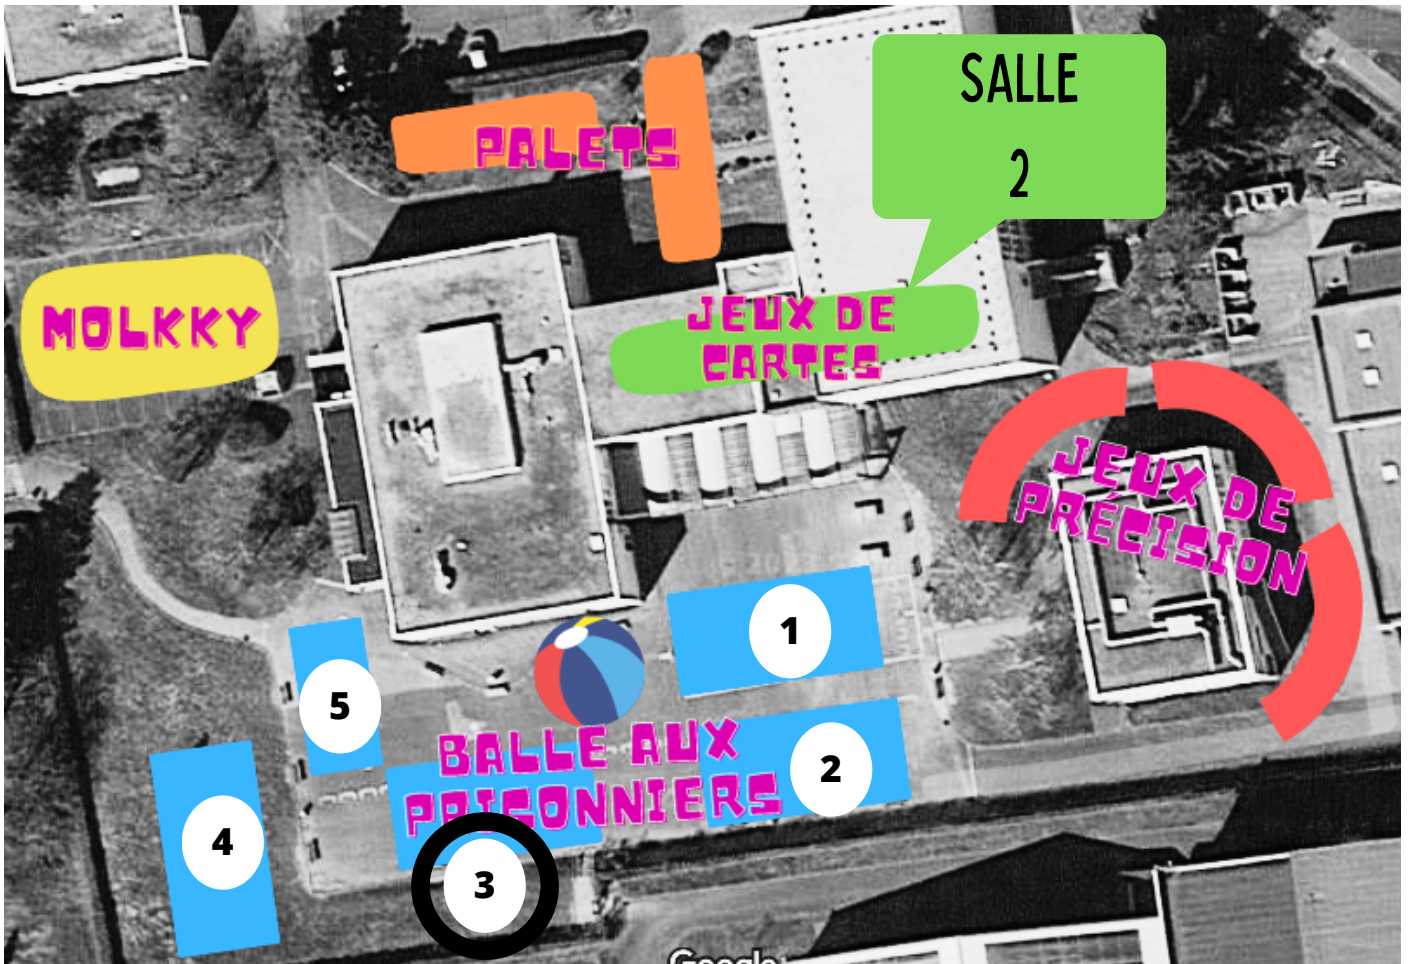 SALLE
2
PALETS
MOLKKY
JEUX DE
CARTES
JEUX DE
PRÉCISION
1
5
BALLE AUX
PRISONNIERS
2
4
3
Google